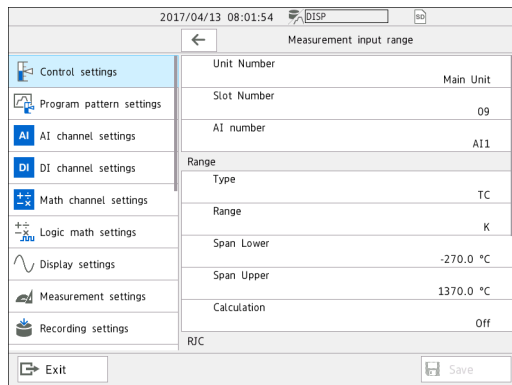 2017/04/13 08:01:54 DISP SD
Measurement input range
Control settings
Program pattern settings
AI AI channel settings
DI DI channel settings
Math channel settings
Logic math settings
Display settings
Measurement settings
Recording settings
Unit Number
Main Unit
Slot Number
09
AI number
AI1
Range
Type
TC
Range
K
Span Lower
-270.0 °C
Span Upper
1370.0 °C
Calculation
Off
RJC
Exit
Save